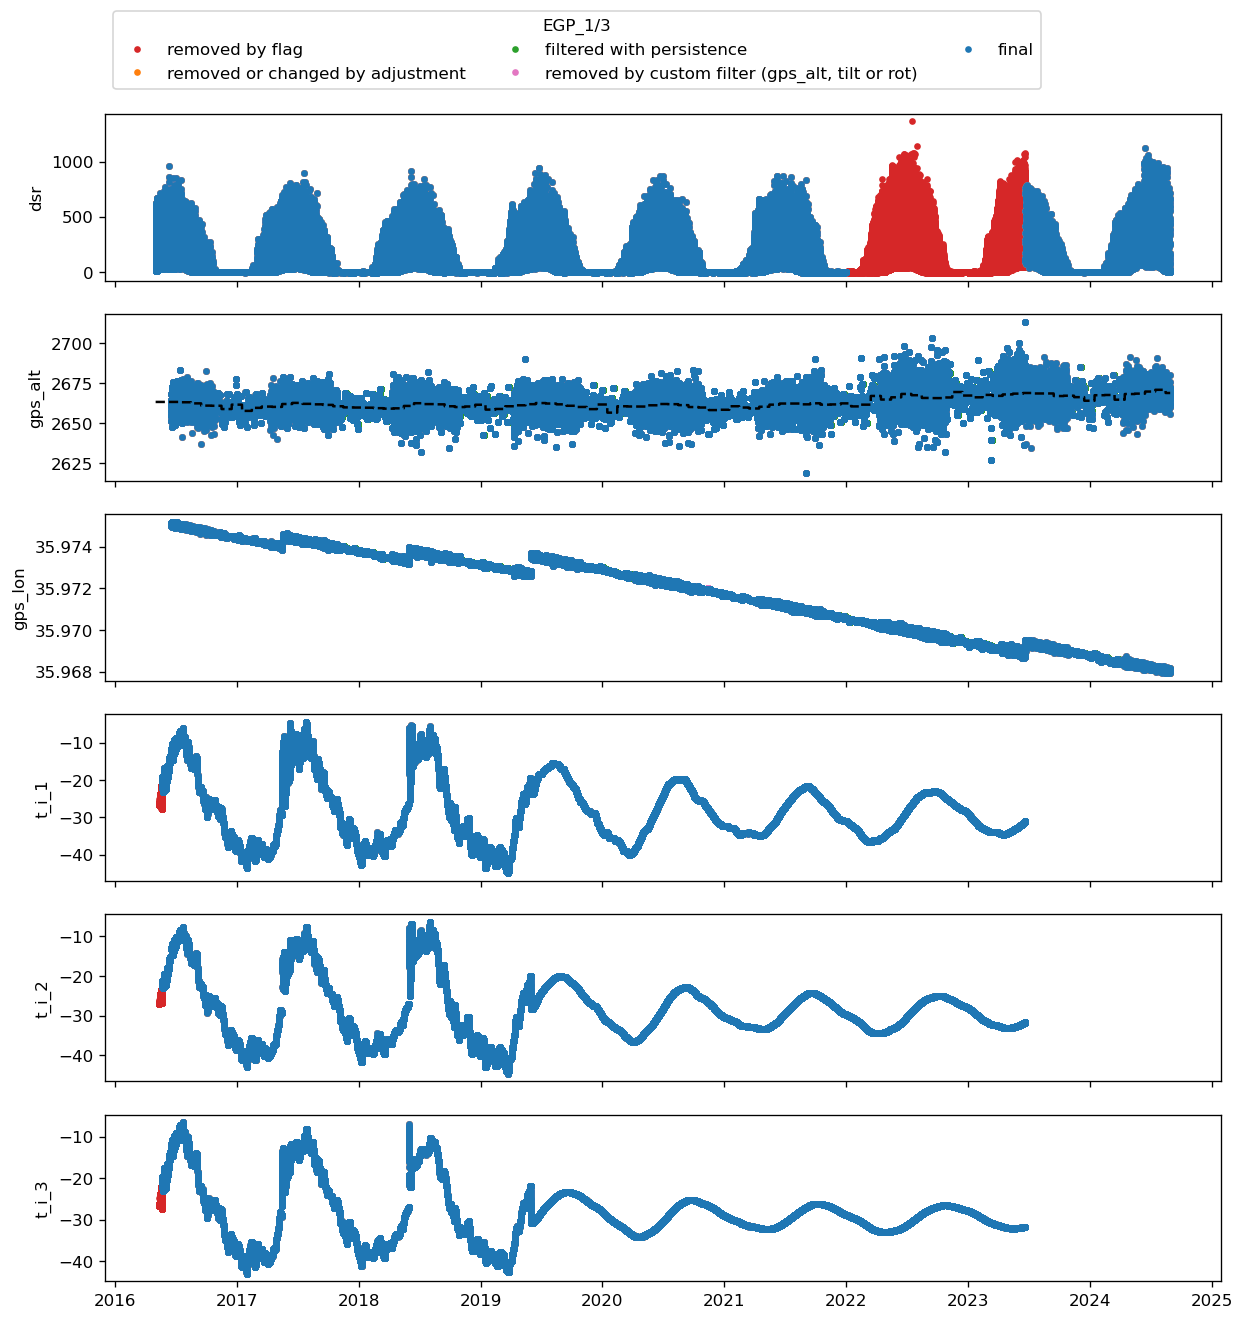 EGP_1/3
removed by flag
filtered with persistence
final
removed or changed by adjustment
removed by custom filter (gps_alt, tilt or rot)
dsr
1000
500
0
gps_alt
2700
2675
2650
2625
gps_lon
35.974
35.972
35.970
35.968
t_i_1
−10
−20
−30
−40
t_i_2
−10
−20
−30
−40
t_i_3
−10
−20
−30
−40
2016 2017 2018 2019 2020 2021 2022 2023 2024 2025